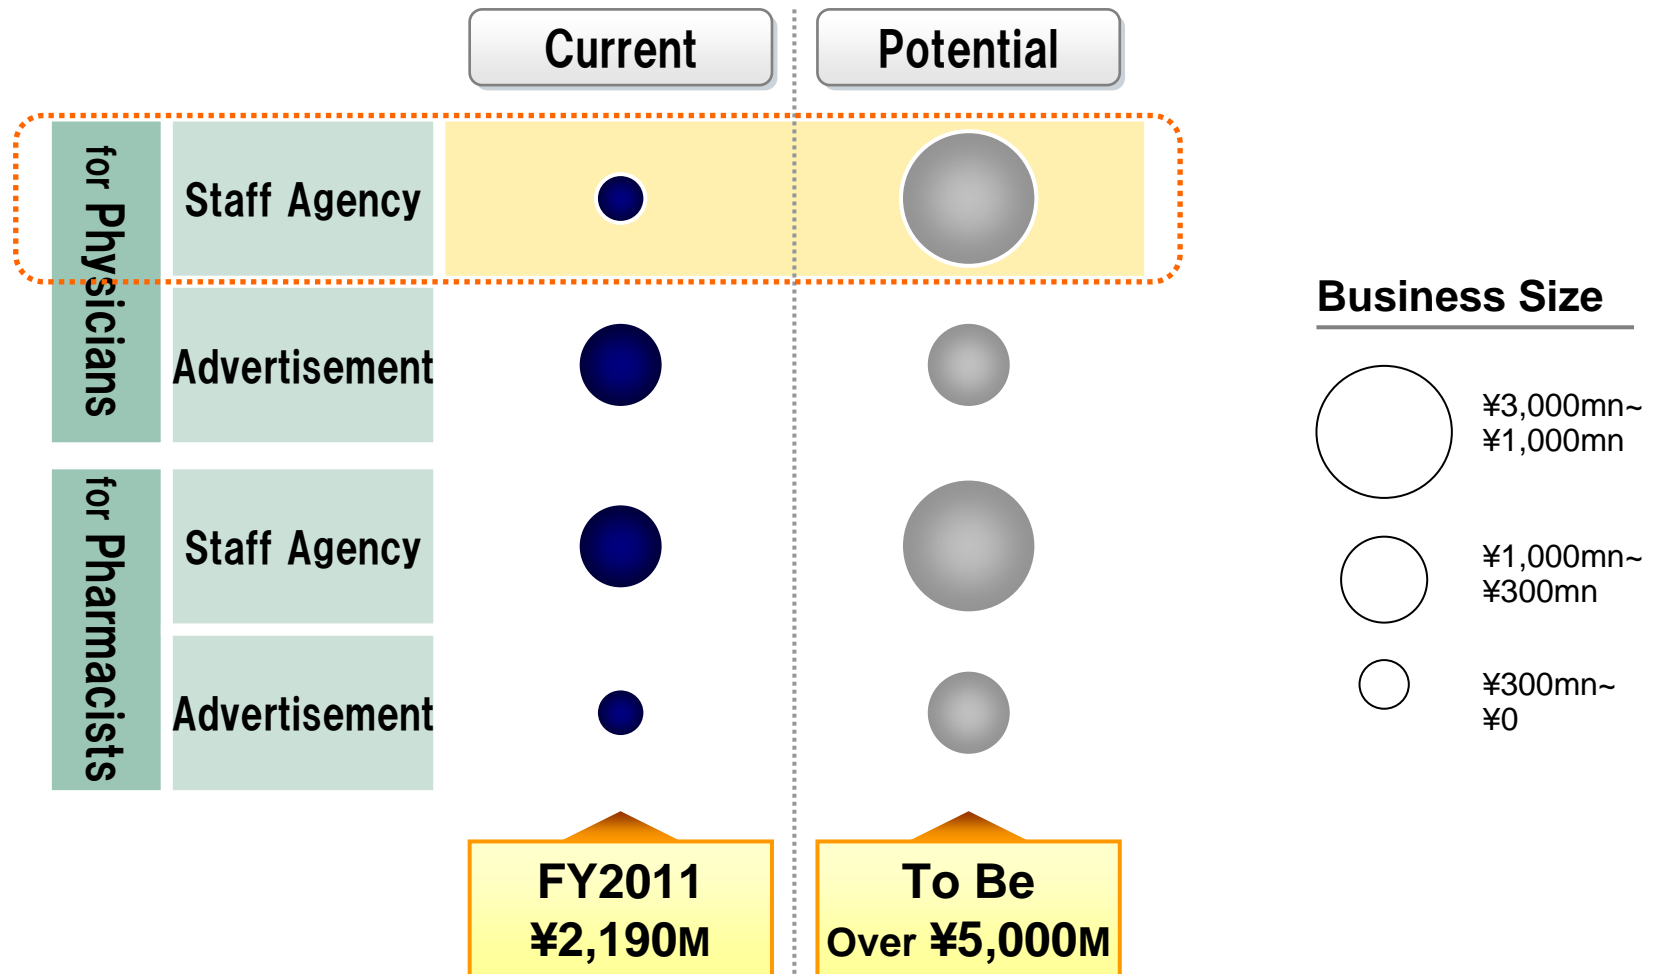 Current
Potential
for Physicians
Staff Agency
Advertisement
for Pharmacists
Staff Agency
Advertisement
FY2011
¥2,190M
To Be
Over ¥5,000M
Business Size
¥3,000mn~
¥1,000mn
¥1,000mn~
¥300mn
¥300mn~
¥0